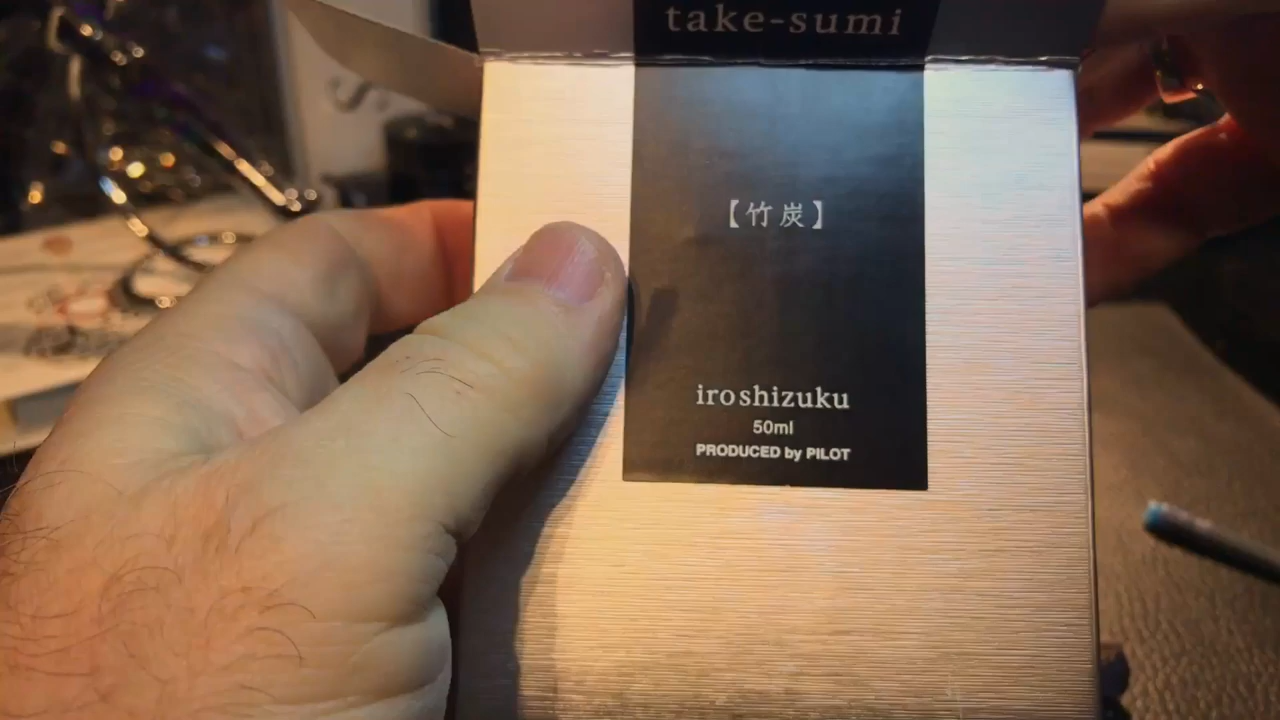 take-sumi
【竹炭】
iroshizuku
50ml
PRODUCED by PILOT